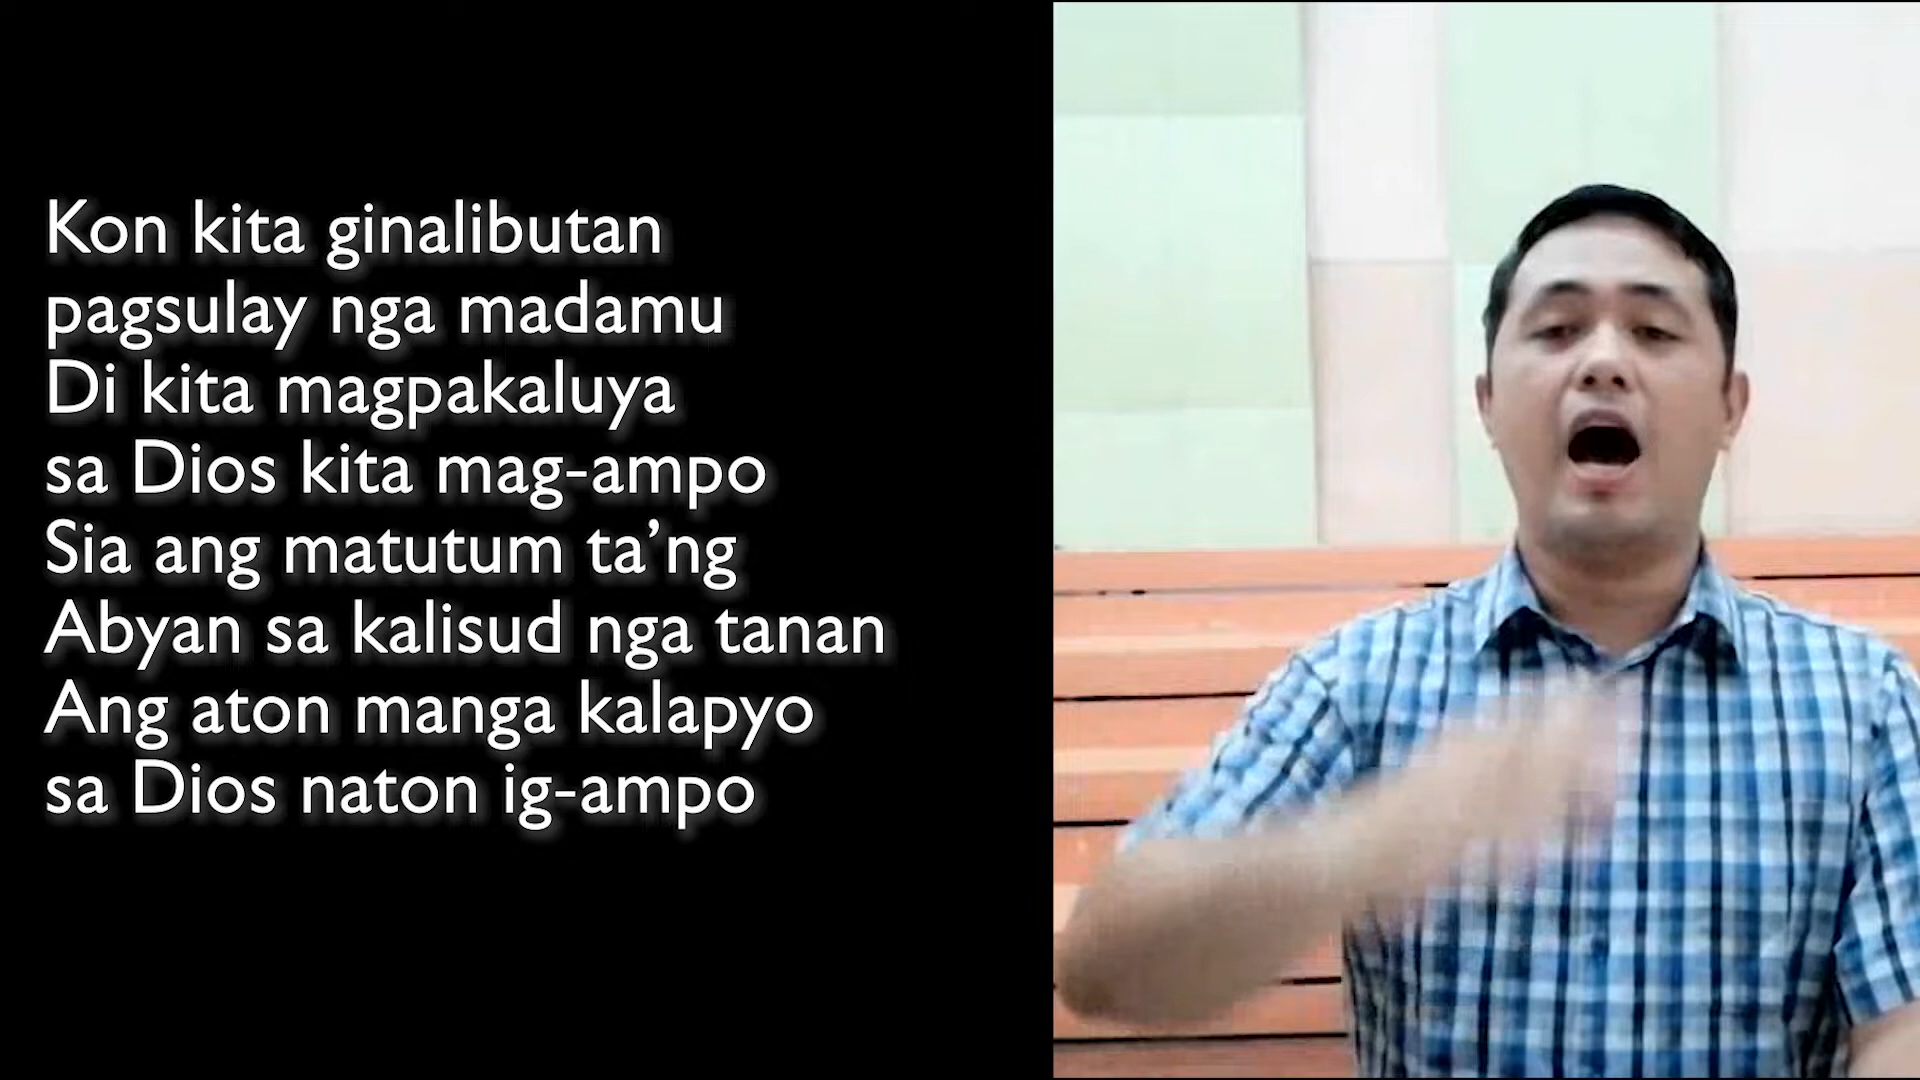 Kon kita ginalibutan
pagsulay nga madamu
Di kita magpakaluya
sa Dios kita mag-ampo
Sia ang matutum ta’ng
Abyan sa kalisud nga tanan
Ang aton manga kalapyo
sa Dios naton ig-ampo